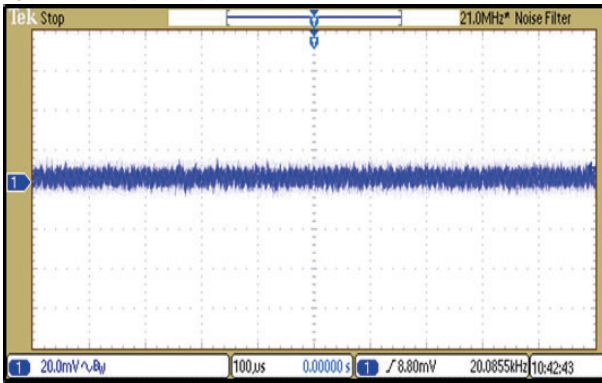 Tek Stop 21.0MHz* Noise Filter
1
1 20.0mV∿BW 100µs 0.00000 s 1 ∫ 8.80mV 20.0855kHz 10:42:43